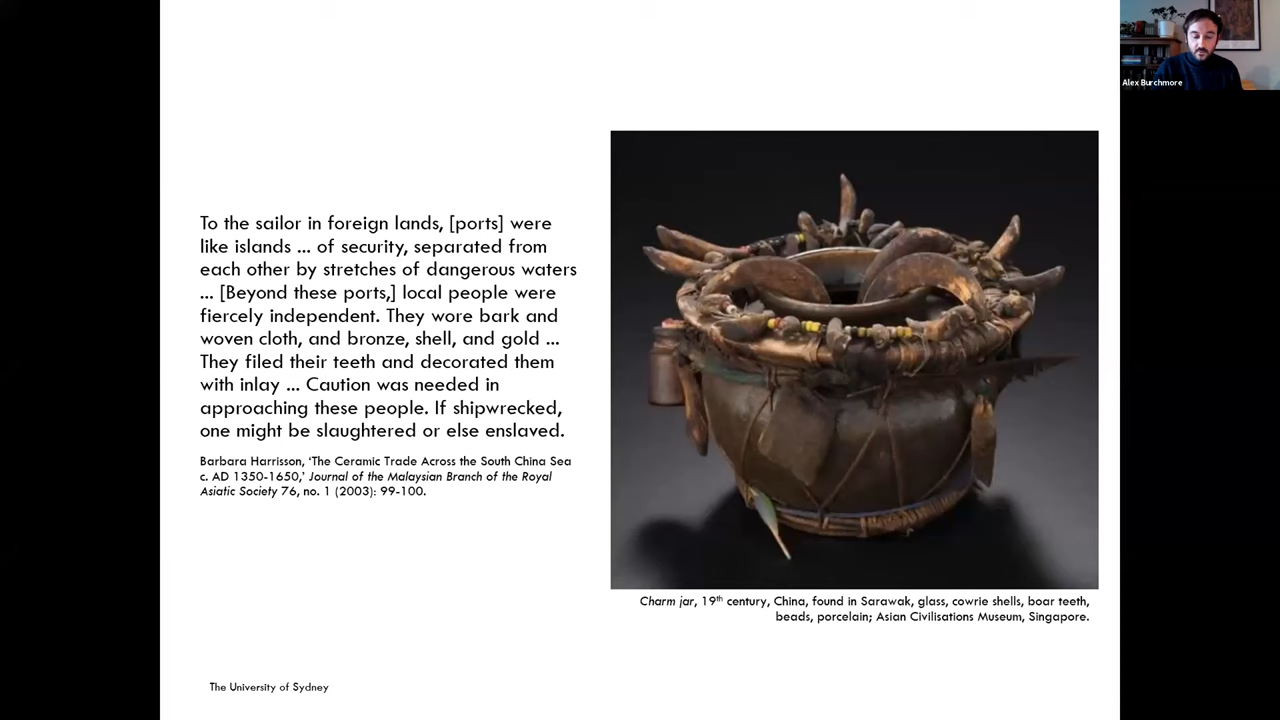 Alex Burchmore
To the sailor in foreign lands, [ports] were
like islands ... of security, separated from
each other by stretches of dangerous waters
... [Beyond these ports,] local people were
fiercely independent. They wore bark and
woven cloth, and bronze, shell, and gold ...
They filed their teeth and decorated them
with inlay ... Caution was needed in
approaching these people. If shipwrecked,
one might be slaughtered or else enslaved.
Barbara Harrisson, ‘The Ceramic Trade Across the South China Sea
c. AD 1350-1650,’ Journal of the Malaysian Branch of the Royal
Asiatic Society 76, no. 1 (2003): 99-100.
Charm jar, 19th century, China, found in Sarawak, glass, cowrie shells, boar teeth,
beads, porcelain; Asian Civilisations Museum, Singapore.
The University of Sydney